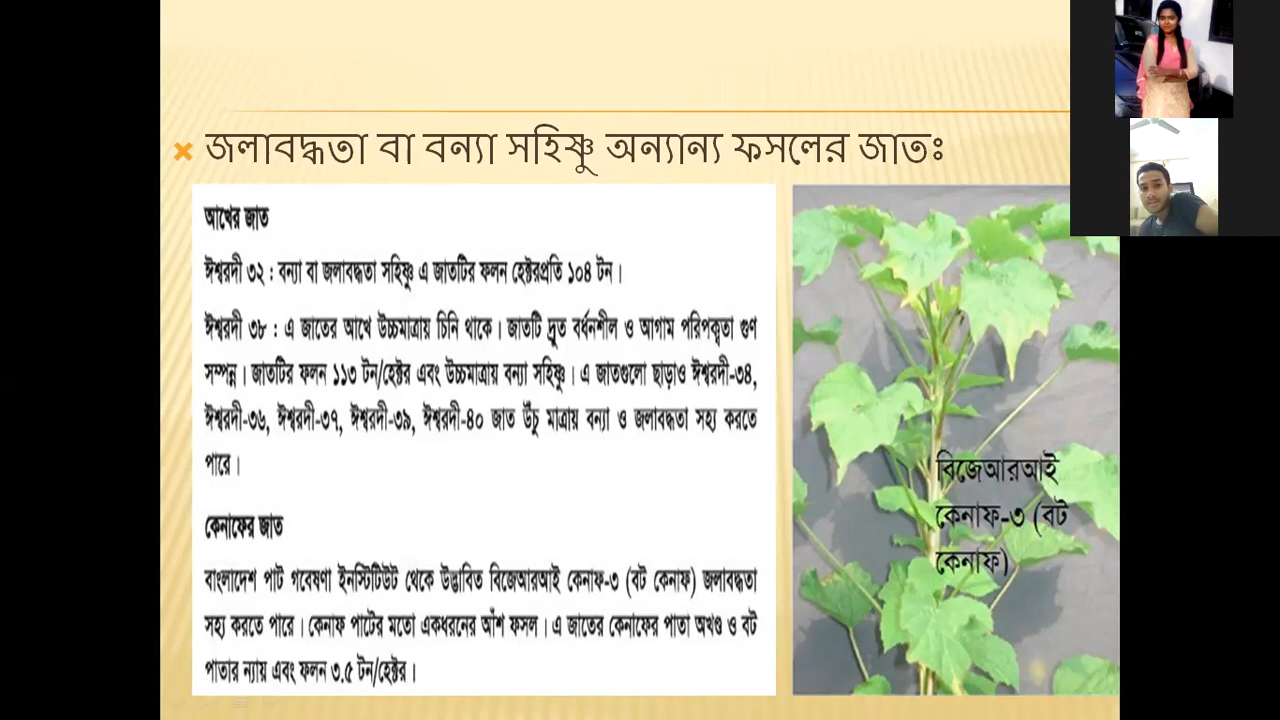 জলাবদ্ধতা বা বন্যা সহিষ্ণু অন্যান্য ফসলের জাতঃ
আখের জাত
ঈশ্বরদী ৩২ : বন্যা বা জলাবদ্ধতা সহিষ্ণু এ জাতটির ফলন হেক্টরপ্রতি ১০৪ টন।
ঈশ্বরদী ৩৮ : এ জাতের আখে উচ্চমাত্রায় চিনি থাকে। জাতটি দ্রুত বর্ধনশীল ও আগাম পরিপক্বতা গুণ
সম্পন্ন। জাতটির ফলন ১১৩ টন/হেক্টর এবং উচ্চমাত্রায় বন্যা সহিষ্ণু। এ জাতগুলো ছাড়াও ঈশ্বরদী-৩৪,
ঈশ্বরদী-৩৬, ঈশ্বরদী-৩৭, ঈশ্বরদী-৩৯, ঈশ্বরদী-৪০ জাত উঁচু মাত্রায় বন্যা ও জলাবদ্ধতা সহ্য করতে
পারে।
কেনাফের জাত
বাংলাদেশ পাট গবেষণা ইনস্টিটিউট থেকে উদ্ভাবিত বিজেআরআই কেনাফ-৩ (বট কেনাফ) জলাবদ্ধতা
সহ্য করতে পারে। কেনাফ পাটের মতো একধরনের আঁশ ফসল। এ জাতের কেনাফের পাতা অখণ্ড ও বট
পাতার ন্যায় এবং ফলন ৩.৫ টন/হেক্টর।
বিজেআরআই
কেনাফ-৩ (বট
কেনাফ)